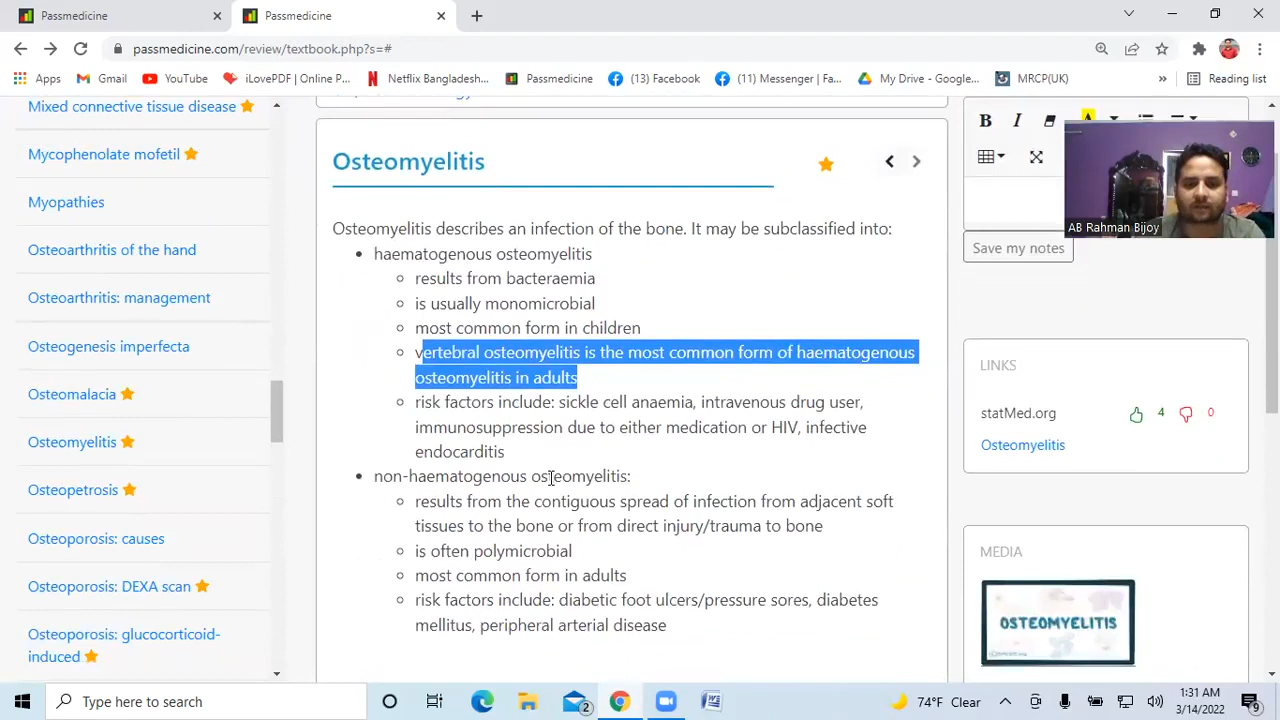 Passmedicine
Passmedicine
passmedicine.com/review/textbook.php?s=#
Apps
Gmail
YouTube
iLovePDF | Online P...
Netflix Bangladesh...
Passmedicine
(13) Facebook
(11) Messenger | Fa...
My Drive - Google...
MRCP(UK)
»
Reading list
Mixed connective tissue disease
Mycophenolate mofetil
Myopathies
Osteoarthritis of the hand
Osteoarthritis: management
Osteogenesis imperfecta
Osteomalacia
Osteomyelitis
Osteopetrosis
Osteoporosis: causes
Osteoporosis: DEXA scan
Osteoporosis: glucocorticoid-
induced
Osteomyelitis
Osteomyelitis describes an infection of the bone. It may be subclassified into:
haematogenous osteomyelitis
results from bacteraemia
is usually monomicrobial
most common form in children
vertebral osteomyelitis is the most common form of haematogenous
osteomyelitis in adults
risk factors include: sickle cell anaemia, intravenous drug user,
immunosuppression due to either medication or HIV, infective
endocarditis
non-haematogenous osteomyelitis:
results from the contiguous spread of infection from adjacent soft
tissues to the bone or from direct injury/trauma to bone
is often polymicrobial
most common form in adults
risk factors include: diabetic foot ulcers/pressure sores, diabetes
mellitus, peripheral arterial disease
B I A
AB Rahman Bijoy
Save my notes
LINKS
statMed.org 4 0
Osteomyelitis
MEDIA
OSTEOMYELITIS
Type here to search
2
74°F Clear
1:31 AM
3/14/2022
9